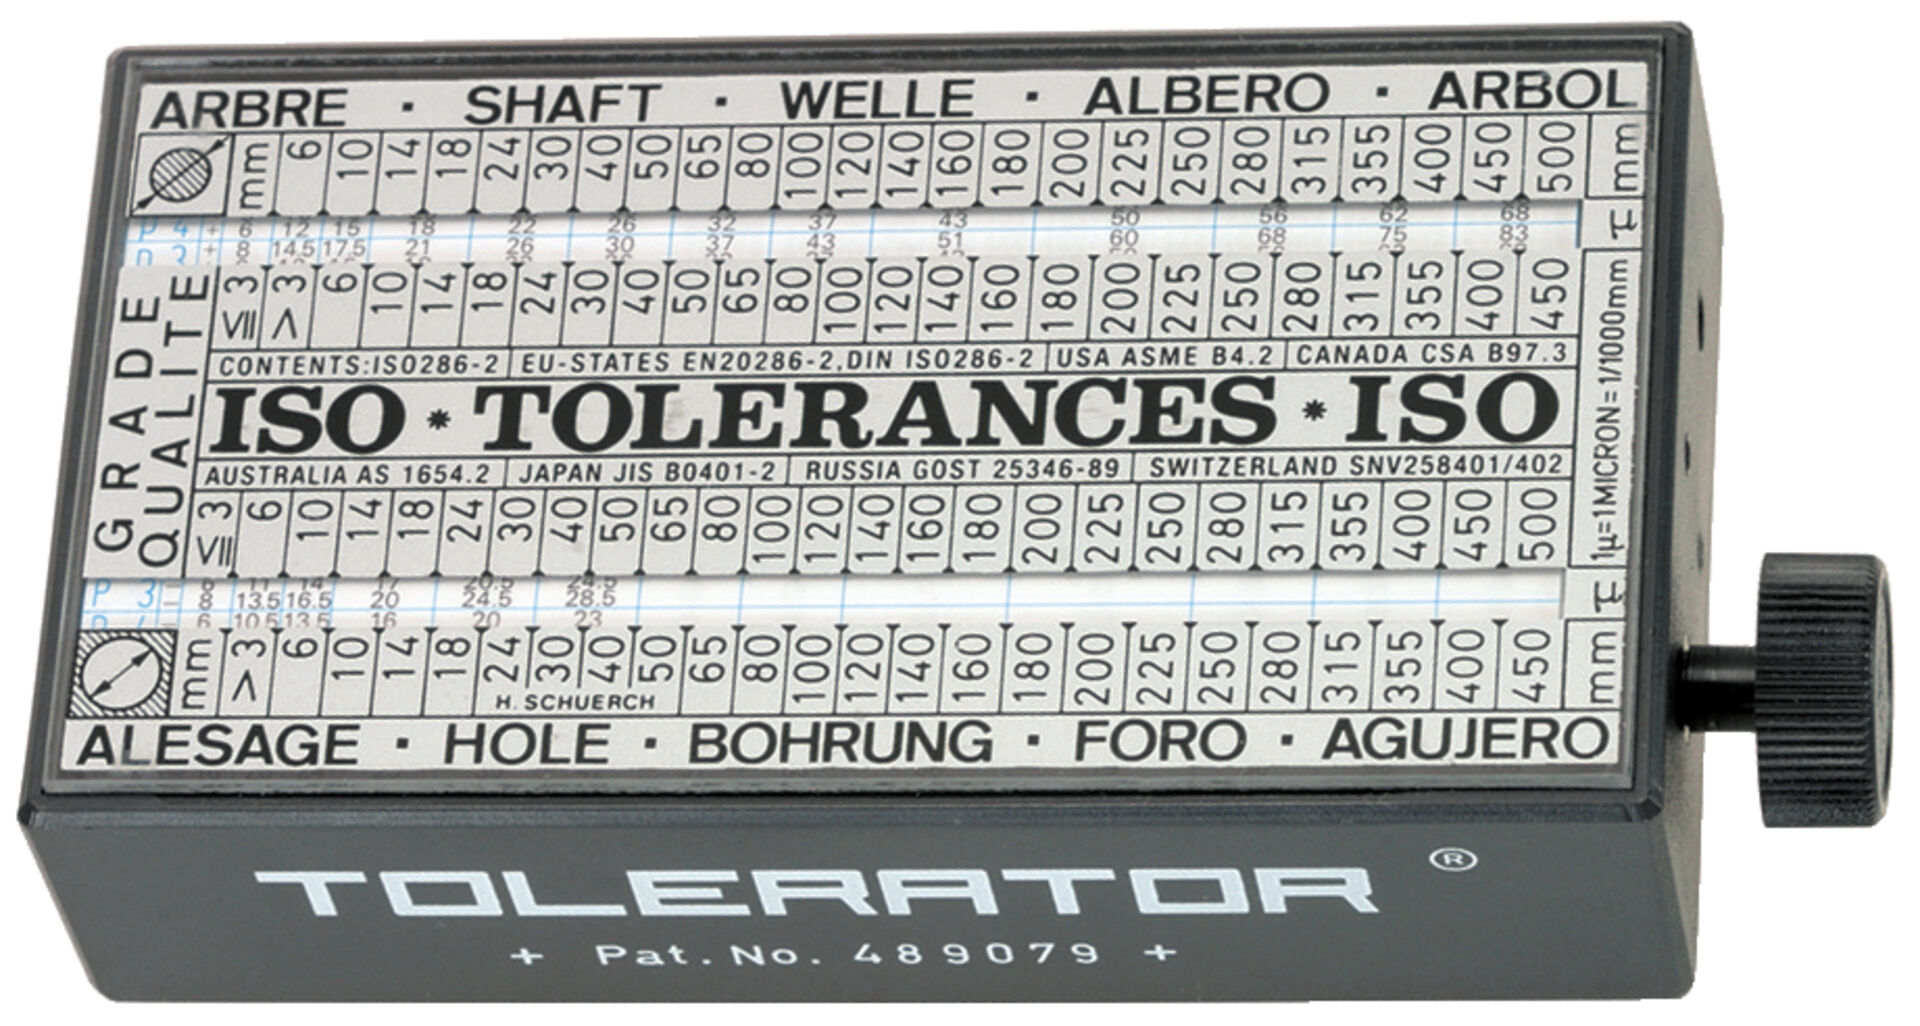 ARBRE · SHAFT · WELLE · ALBERO · ARBOL
mm 6 10 14 18 24 30 40 50 65 80 100 120 140 160 180 200 225 250 280 315 355 400 450 500 mm
+ 6 12 15 18 22 26 32 37 43 50 56 62 68 µ
+ 8 14.5 17.5 21 26 30 37 43 51 60 68 75 83
≤3 >3 6 10 14 18 24 30 40 50 65 80 100 120 140 160 180 200 225 250 280 315 355 400 450
GRADE
QUALITE
CONTENTS:ISO286-2 EU-STATES EN20286-2,DIN ISO286-2 USA ASME B4.2 CANADA CSA B97.3
ISO * TOLERANCES * ISO
AUSTRALIA AS 1654.2 JAPAN JIS B0401-2 RUSSIA GOST 25346-89 SWITZERLAND SNV258401/402
1µ=1MICRON=1/1000mm
≤3 6 10 14 18 24 30 40 50 65 80 100 120 140 160 180 200 225 250 280 315 355 400 450 500
P 3 - 8 13.5 16.5 20 24.5 28.5 µ
6 10.5 13.5 16 20 23
mm >3 6 10 14 18 24 30 40 50 65 80 100 120 140 160 180 200 225 250 280 315 355 400 450 mm
H. SCHUERCH
ALESAGE · HOLE · BOHRUNG · FORO · AGUJERO
TOLERATOR ®
+ Pat. No. 489079 +